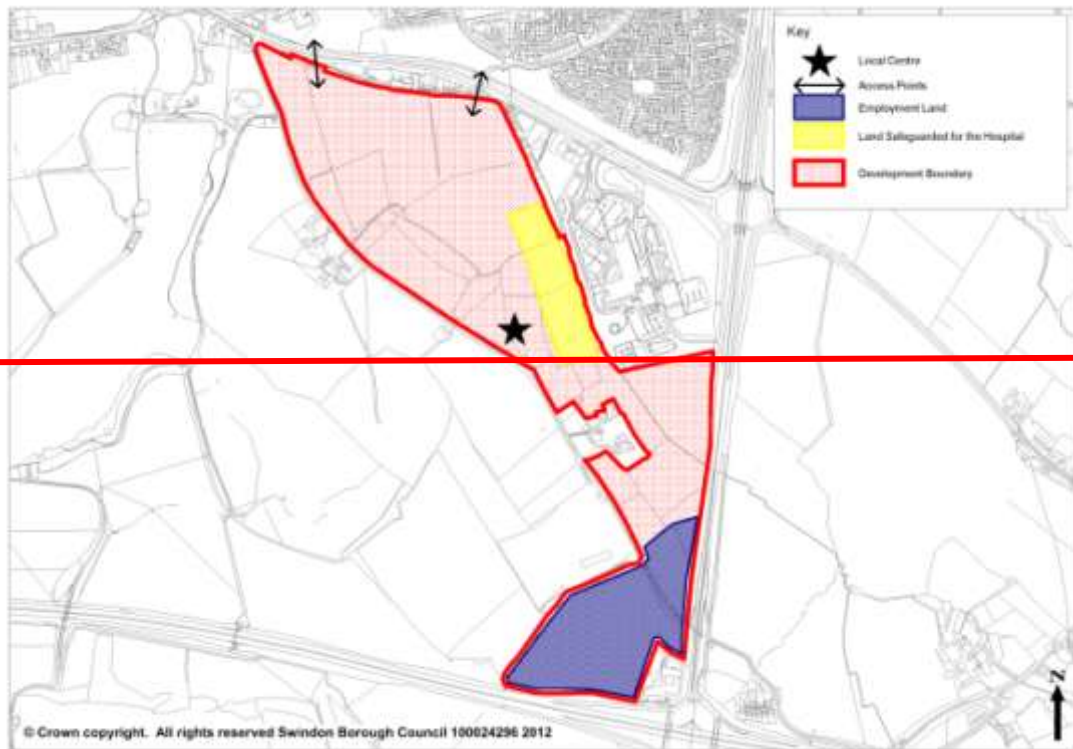 Key
Local Centre
Access Points
Employment Land
Land Safeguarded for the Hospital
Development Boundary
N
© Crown copyright. All rights reserved Swindon Borough Council 100024296 2012